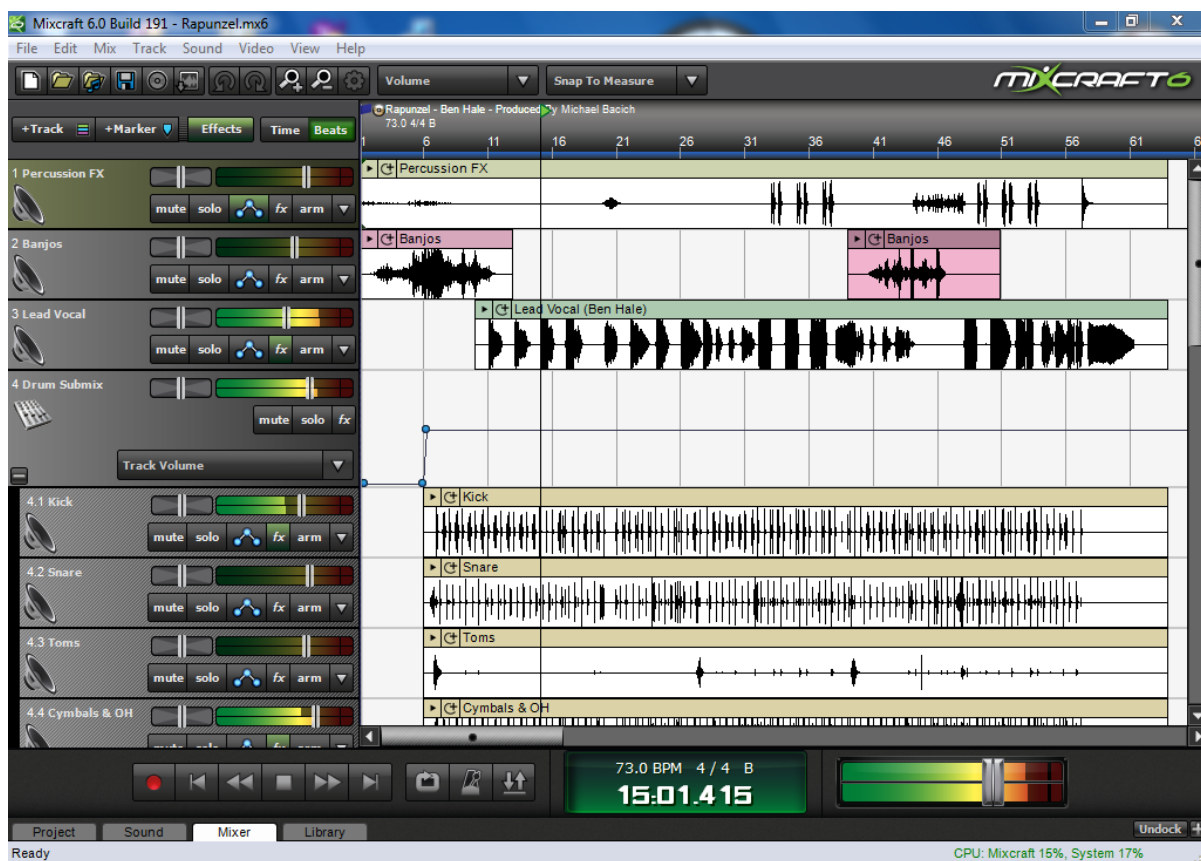 Mixcraft 6.0 Build 191 - Rapunzel.mx6
File Edit Mix Track Sound Video View Help
Volume Snap To Measure MIXCRAFT 6
Rapunzel - Ben Hale - Produced By Michael Bacich
73.0 4/4 B
+Track +Marker Effects Time Beats
1 6 11 16 21 26 31 36 41 46 51 56 61 6
1 Percussion FX
mute solo fx arm
Percussion FX
2 Banjos
mute solo fx arm
Banjos
Banjos
3 Lead Vocal
mute solo fx arm
Lead Vocal (Ben Hale)
4 Drum Submix
mute solo fx
Track Volume
4.1 Kick
mute solo fx arm
Kick
4.2 Snare
mute solo fx arm
Snare
4.3 Toms
mute solo fx arm
Toms
4.4 Cymbals & OH
mute solo fx arm
Cymbals & OH
73.0 BPM 4 / 4 B
15:01.415
Project Sound Mixer Library Undock +
Ready CPU: Mixcraft 15%, System 17%